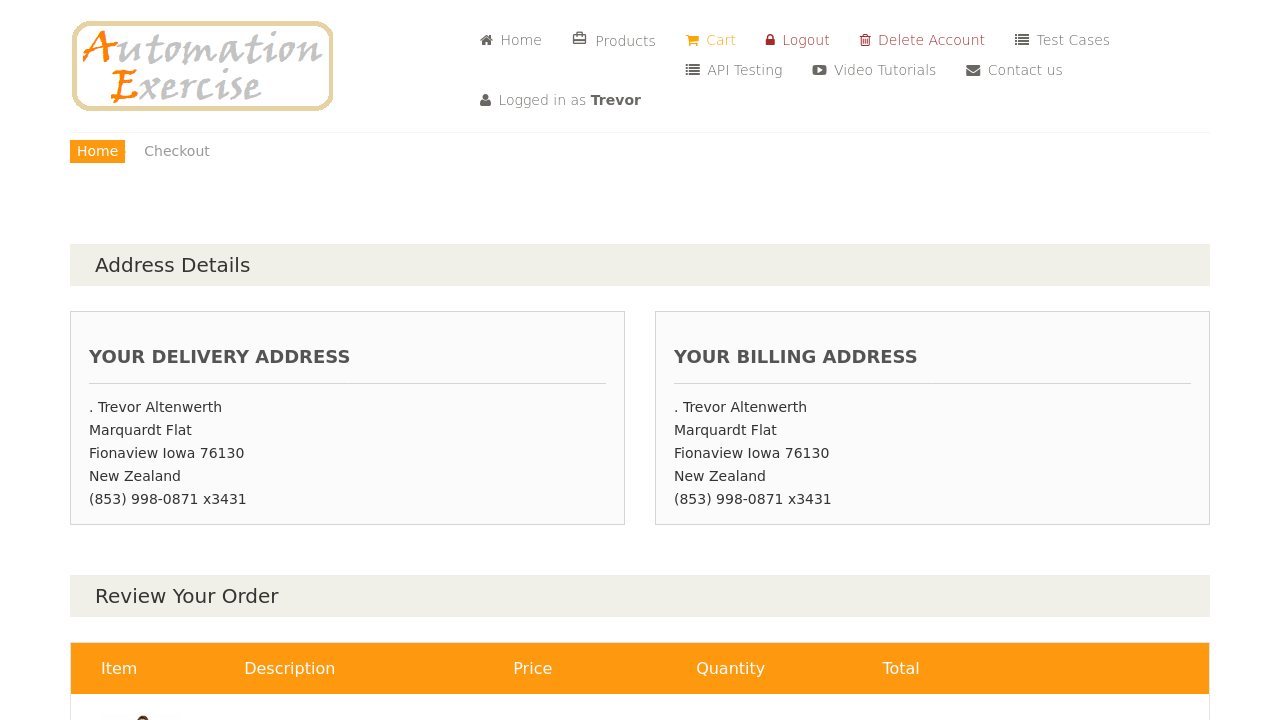 Automation
Exercise
Home
Products
Cart
Logout
Delete Account
Test Cases
API Testing
Video Tutorials
Contact us
Logged in as Trevor
Home
Checkout
Address Details
YOUR DELIVERY ADDRESS
. Trevor Altenwerth
Marquardt Flat
Fionaview Iowa 76130
New Zealand
(853) 998-0871 x3431
YOUR BILLING ADDRESS
. Trevor Altenwerth
Marquardt Flat
Fionaview Iowa 76130
New Zealand
(853) 998-0871 x3431
Review Your Order
Item Description Price Quantity Total